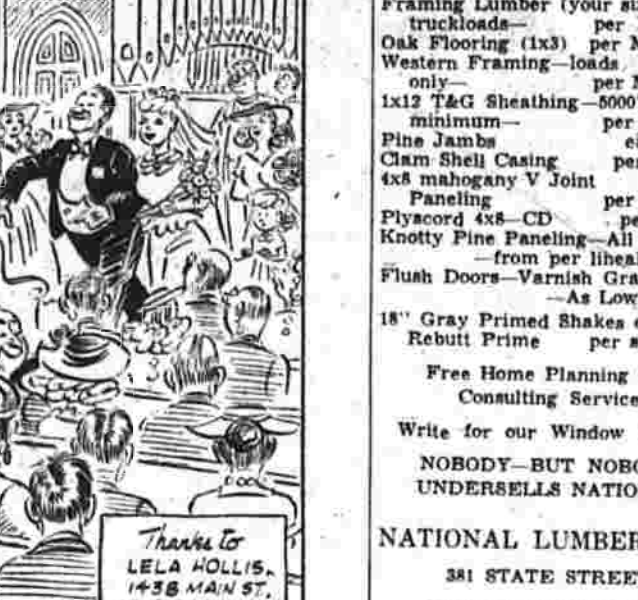 Thanks to
LELA HOLLIS,
1438 MAIN ST.
Framing Lumber (your
truckloads— per
Oak Flooring (1x3) per
Western Framing—loads
only— per
1x12 T&G Sheathing—5000
minimum— per
Pine Jambs
Clam Shell Casing per
4x8 mahogany V Joint
Paneling per
Plyscord 4x8—CD per
Knotty Pine Paneling—All
—from per lineal
Flush Doors—Varnish Gra
—As Low
18" Gray Primed Shakes
Rebutt Prime per
Free Home Planning
Consulting Service
Write for our Window
NOBODY—BUT NOBO
UNDERSELLS NATIO
NATIONAL LUMBER
381 STATE STREE